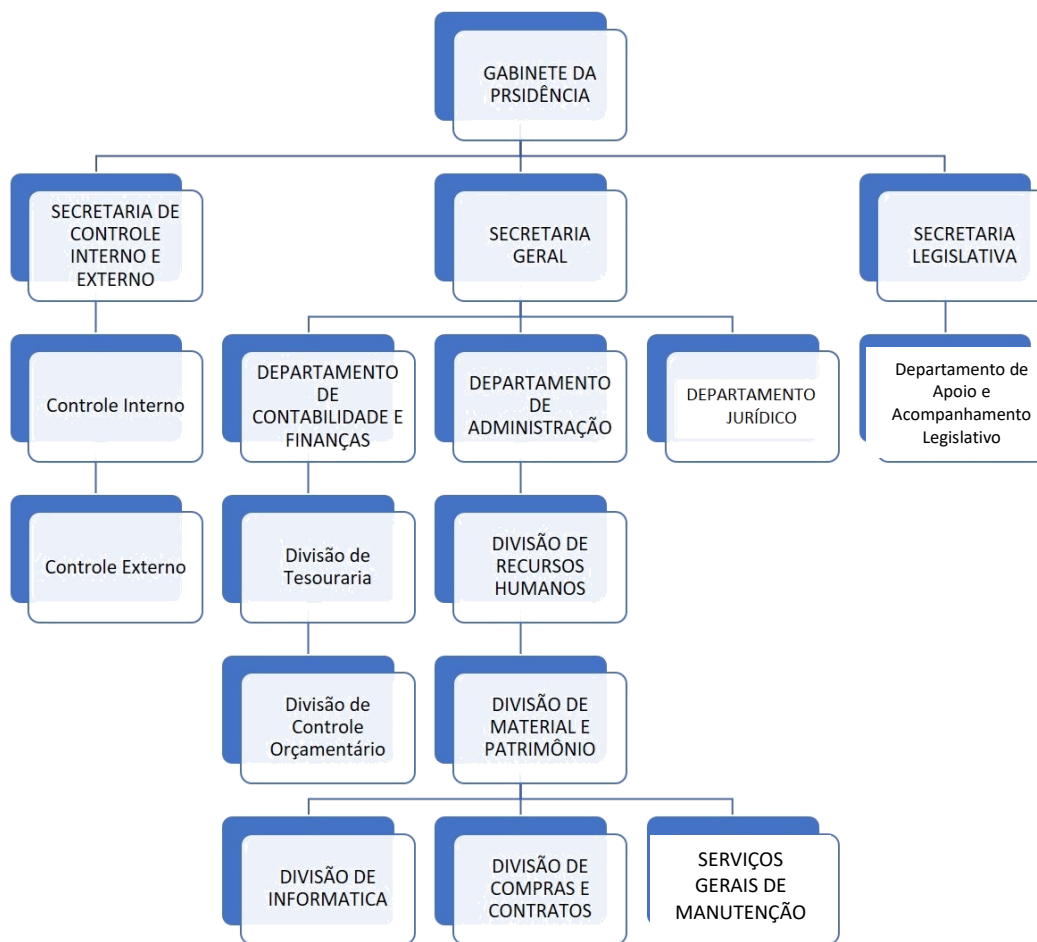 GABINETE DA
PRSIDÊNCIA
SECRETARIA DE
CONTROLE
INTERNO E
EXTERNO
SECRETARIA
GERAL
SECRETARIA
LEGISLATIVA
Controle Interno
DEPARTAMENTO
DE
CONTABILIDADE E
FINANÇAS
DEPARTAMENTO
DE
ADMINISTRAÇÃO
DEPARTAMENTO
JURÍDICO
Departamento de
Apoio e
Acompanhamento
Legislativo
Controle Externo
Divisão de
Tesouraria
DIVISÃO DE
RECURSOS
HUMANOS
Divisão de
Controle
Orçamentário
DIVISÃO DE
MATERIAL E
PATRIMÔNIO
DIVISÃO DE
INFORMATICA
DIVISÃO DE
COMPRAS E
CONTRATOS
SERVIÇOS
GERAIS DE
MANUTENÇÃO